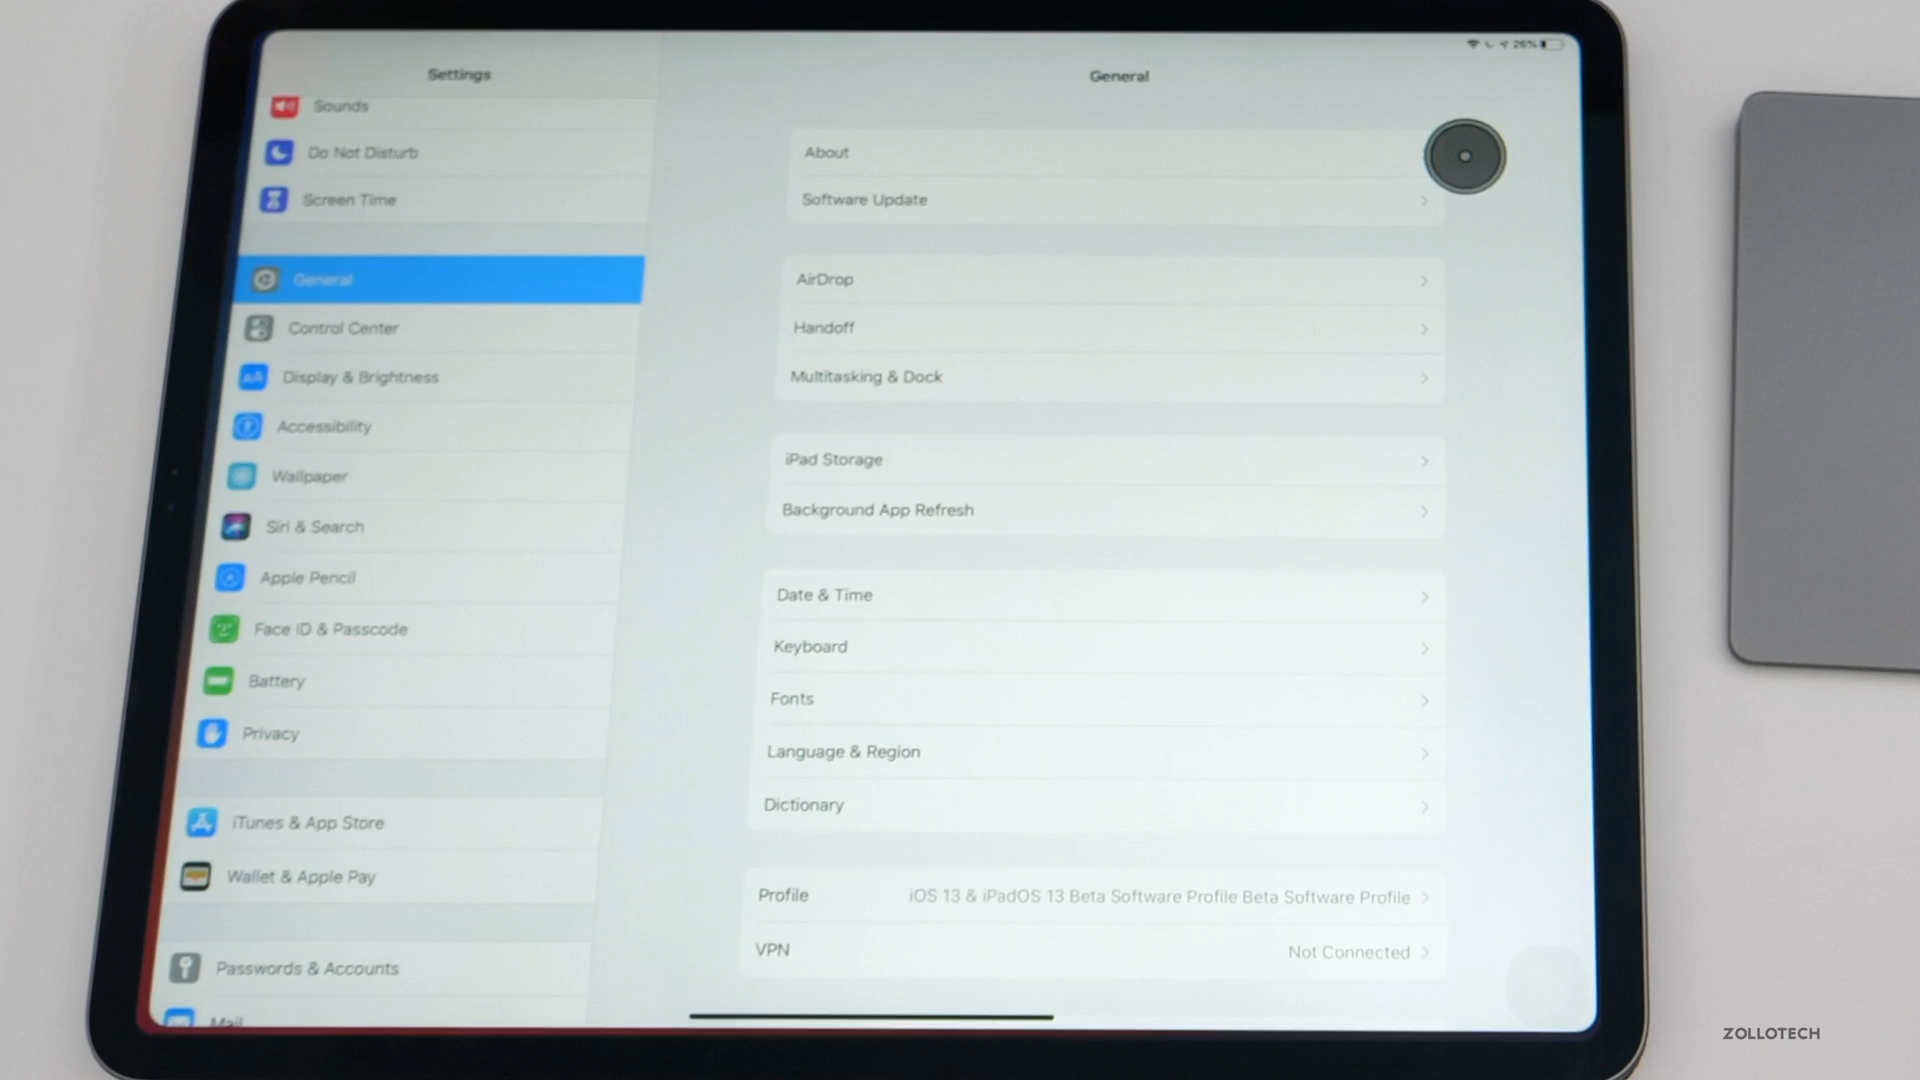 26%
Settings
General
Sounds
Do Not Disturb
Screen Time
General
Control Center
Display & Brightness
AA
Accessibility
Wallpaper
Siri & Search
Apple Pencil
Face ID & Passcode
Battery
Privacy
iTunes & App Store
Wallet & Apple Pay
Passwords & Accounts
Mail
About
Software Update
AirDrop
Handoff
Multitasking & Dock
iPad Storage
Background App Refresh
Date & Time
Keyboard
Fonts
Language & Region
Dictionary
Profile iOS 13 & iPadOS 13 Beta Software Profile Beta Software Profile
VPN Not Connected
ZOLLOTECH